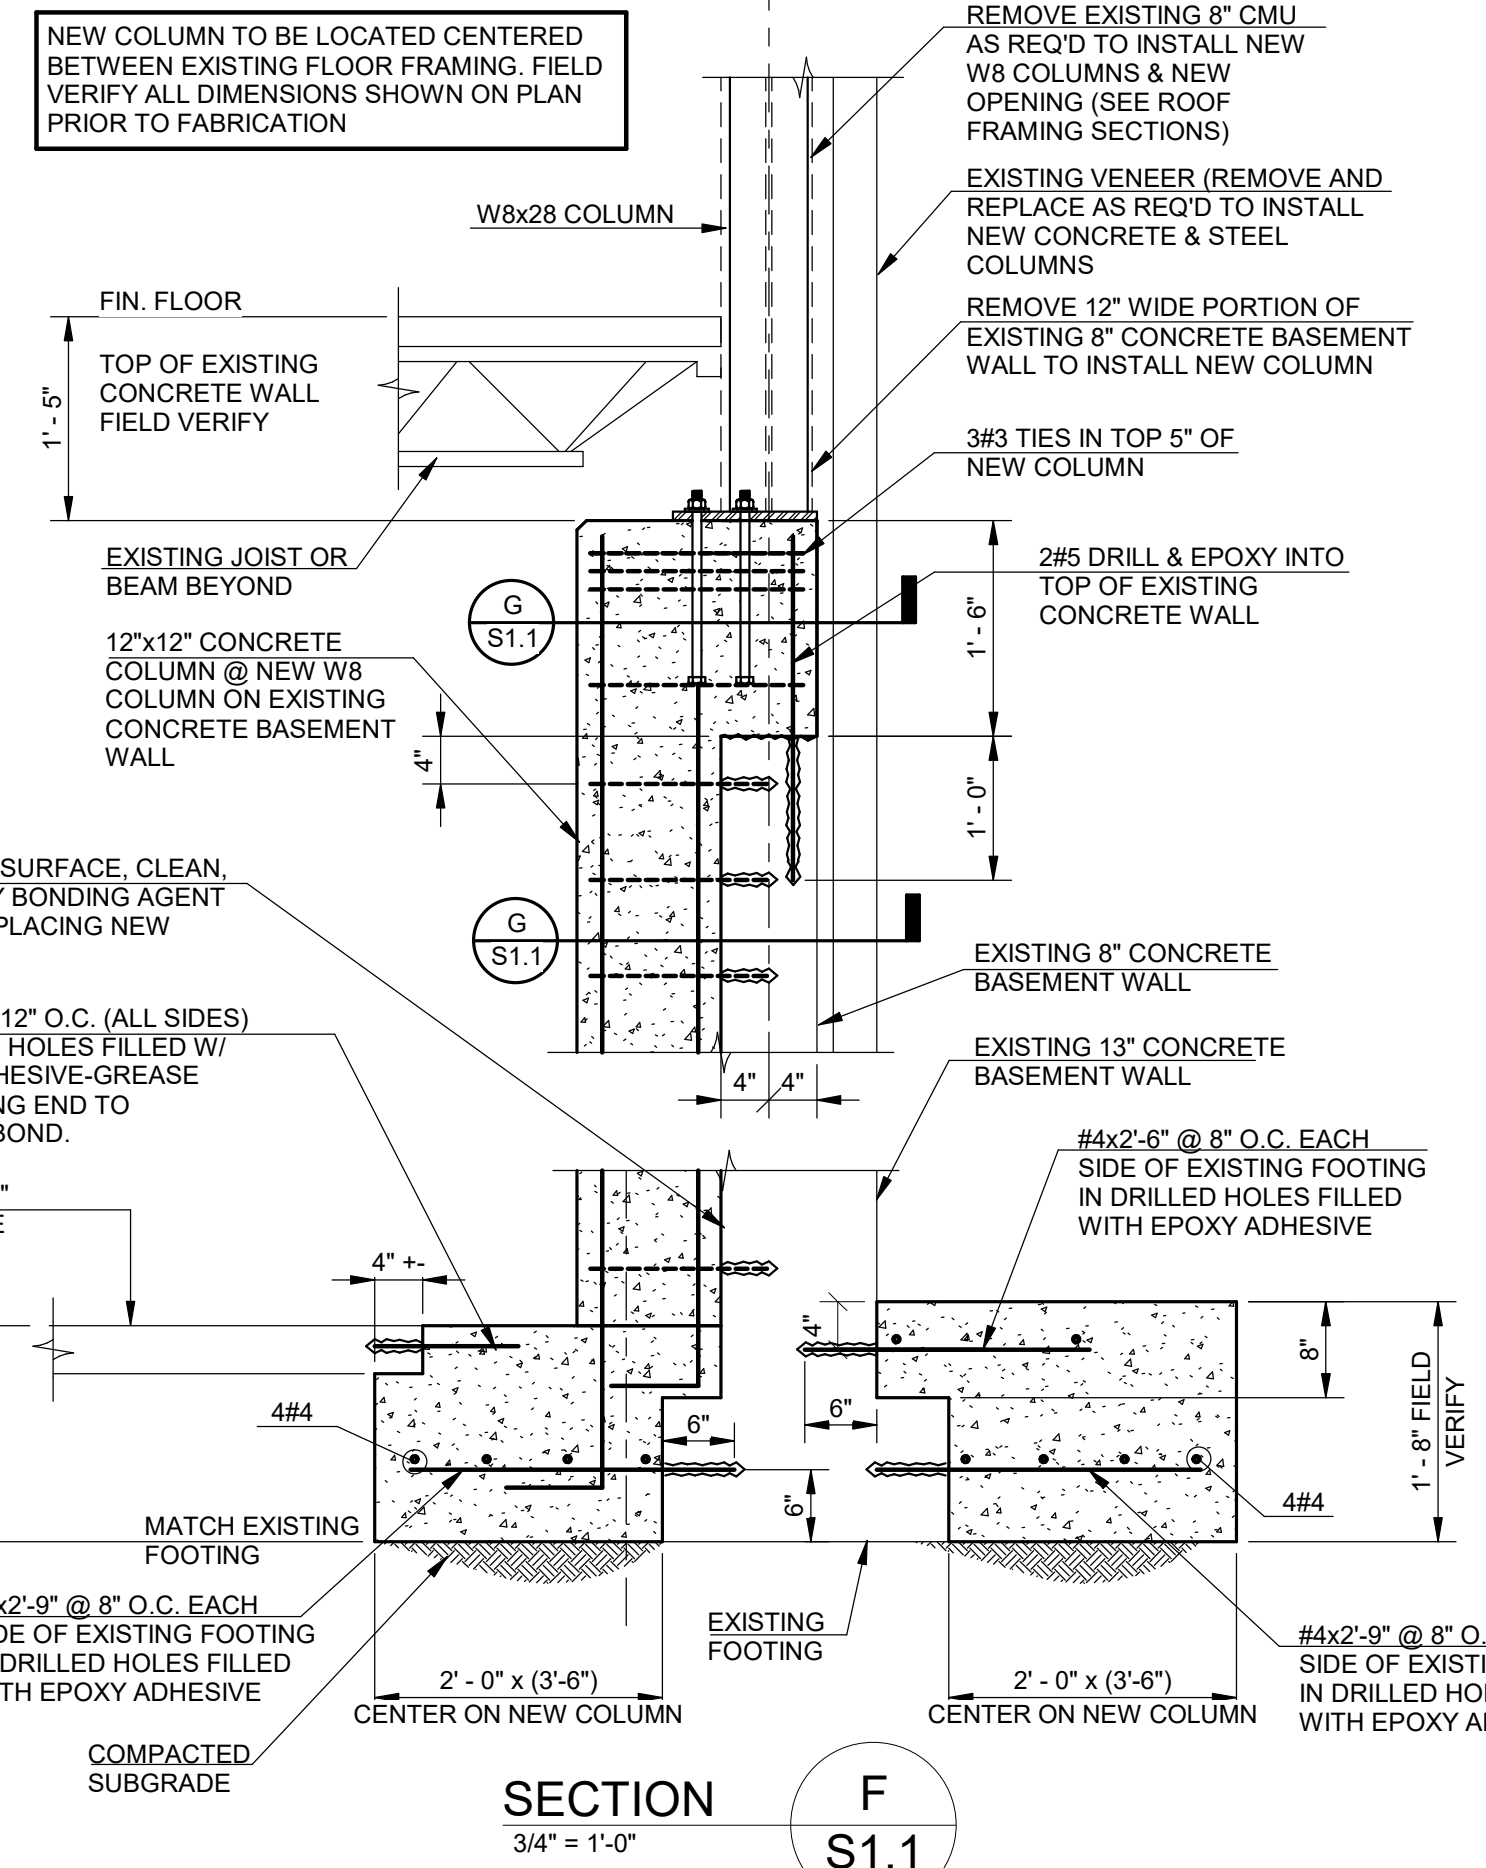 NEW COLUMN TO BE LOCATED CENTERED
BETWEEN EXISTING FLOOR FRAMING. FIELD
VERIFY ALL DIMENSIONS SHOWN ON PLAN
PRIOR TO FABRICATION
REMOVE EXISTING 8" CMU
AS REQ'D TO INSTALL NEW
W8 COLUMNS & NEW
OPENING (SEE ROOF
FRAMING SECTIONS)
EXISTING VENEER (REMOVE AND
REPLACE AS REQ'D TO INSTALL
NEW CONCRETE & STEEL
COLUMNS
W8x28 COLUMN
FIN. FLOOR
REMOVE 12" WIDE PORTION OF
EXISTING 8" CONCRETE BASEMENT
WALL TO INSTALL NEW COLUMN
TOP OF EXISTING
CONCRETE WALL
FIELD VERIFY
1' - 5"
3#3 TIES IN TOP 5" OF
NEW COLUMN
EXISTING JOIST OR
BEAM BEYOND
2#5 DRILL & EPOXY INTO
TOP OF EXISTING
CONCRETE WALL
G
S1.1
1' - 6"
12"x12" CONCRETE
COLUMN @ NEW W8
COLUMN ON EXISTING
CONCRETE BASEMENT
WALL
4"
1' - 0"
SURFACE, CLEAN,
Y BONDING AGENT
PLACING NEW
G
S1.1
EXISTING 8" CONCRETE
BASEMENT WALL
12" O.C. (ALL SIDES)
HOLES FILLED W/
HESIVE-GREASE
NG END TO
BOND.
EXISTING 13" CONCRETE
BASEMENT WALL
4" 4"
#4x2'-6" @ 8" O.C. EACH
SIDE OF EXISTING FOOTING
IN DRILLED HOLES FILLED
WITH EPOXY ADHESIVE
"
E
4" +-
4"
8"
1' - 8" FIELD
VERIFY
4#4
6"
6"
6"
4#4
MATCH EXISTING
FOOTING
x2'-9" @ 8" O.C. EACH
DE OF EXISTING FOOTING
DRILLED HOLES FILLED
TH EPOXY ADHESIVE
EXISTING
FOOTING
#4x2'-9" @ 8" O.
SIDE OF EXISTI
IN DRILLED HO
WITH EPOXY A
2' - 0" x (3'-6")
CENTER ON NEW COLUMN
2' - 0" x (3'-6")
CENTER ON NEW COLUMN
COMPACTED
SUBGRADE
SECTION
3/4" = 1'-0"
F
S1.1